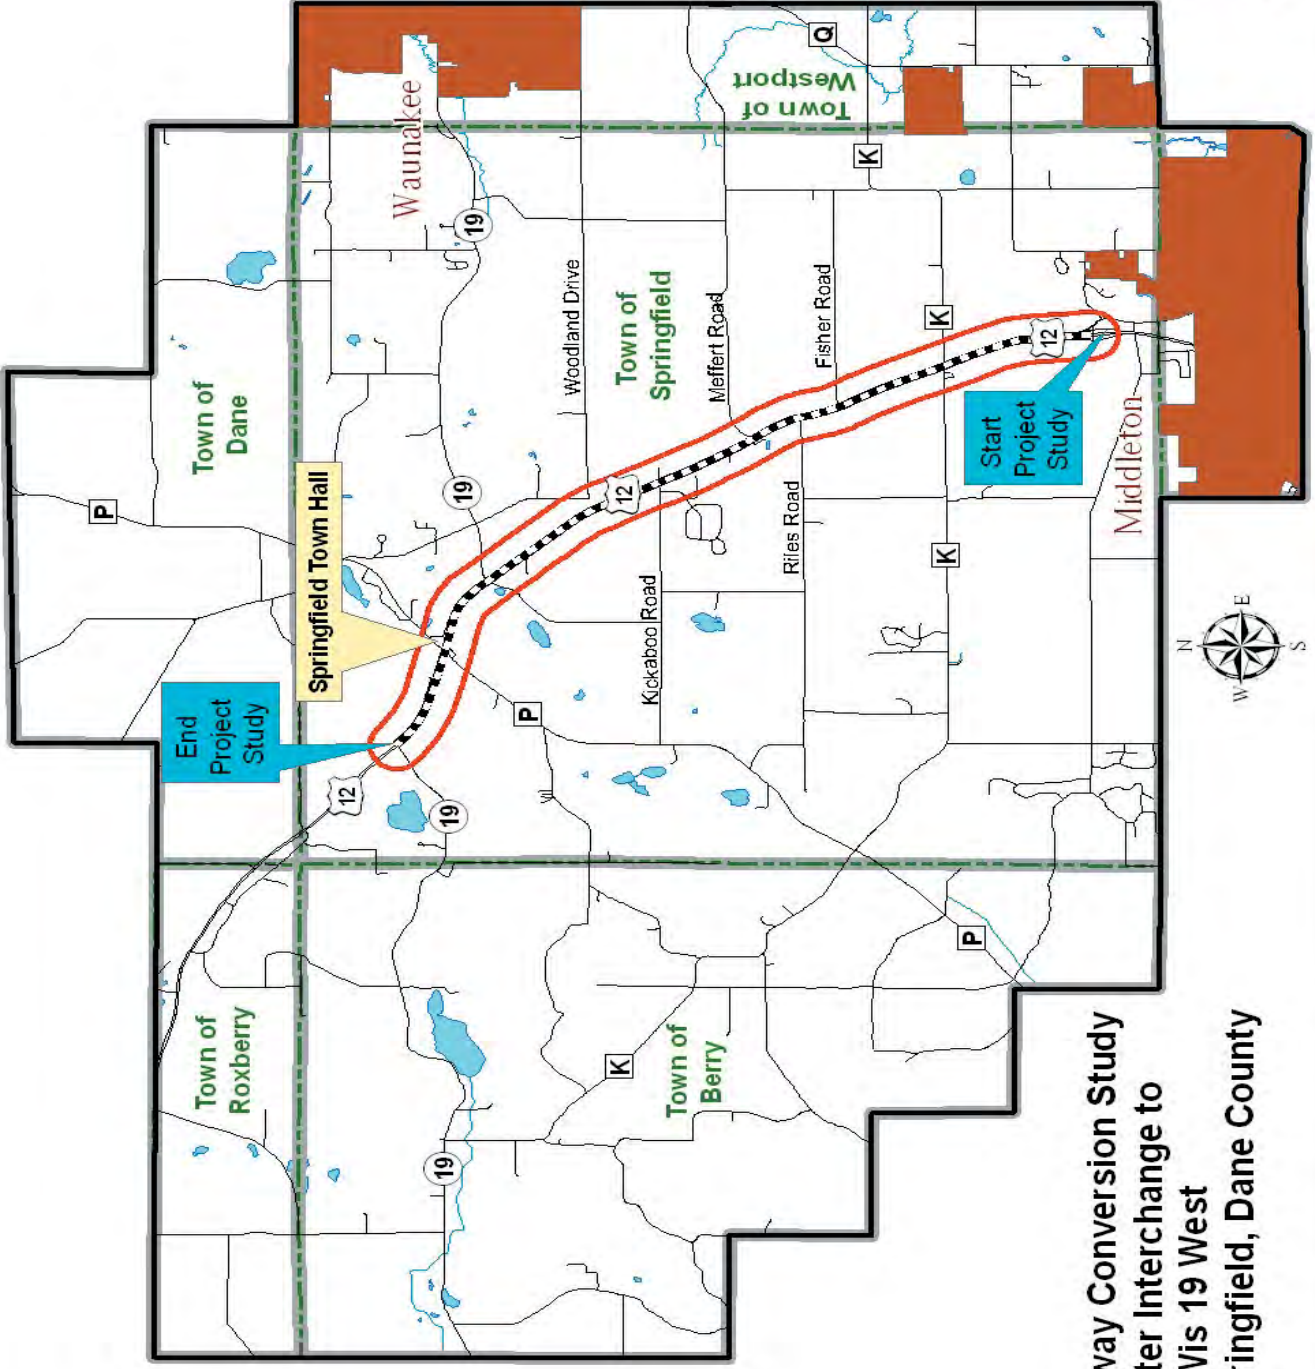 P
Town of
Dane
End
Project
Study
Springfield Town Hall
12
19
19
19
19
Waunakee
Town of
Roxberry
Woodland Drive
Town of
Springfield
Meffert Road
Fisher Road
Town of
Westport
Q
K
K
K
K
12
12
P
P
Kickaboo Road
Riles Road
Town of
Berry
Start
Project
Study
Middleton
N
E
S
W
way Conversion Study
ter Interchange to
Wis 19 West
ringfield, Dane County